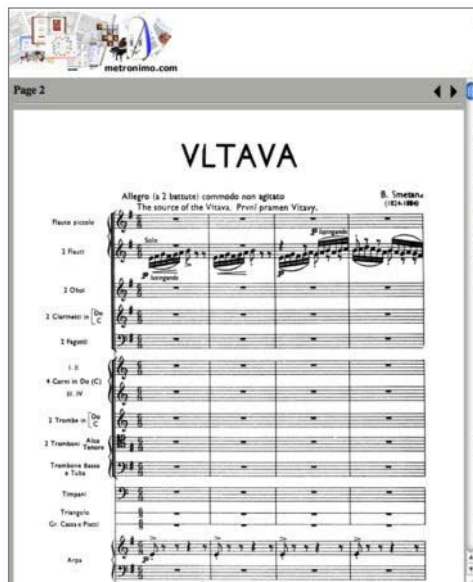 metronimo.com
Page 2
VLTAVA
Allegro (a 2 battute) commodo non agitato
B. Smetana
The source of the Vltava. První pramen Vltavy.
(1824-1884)
Flauto piccolo
lusingando
Solo
2 Flauti
p lusingando
2 Oboi
2 Clarinetti in Do
C
2 Fagotti
I. II
4 Corni in Do (C)
III. IV
2 Trombe in Do
C
2 Tromboni Alto
Tenore
Trombone Basso
e Tuba
Timpani
Triangolo
Gr. Cassa e Piatti
Arpa